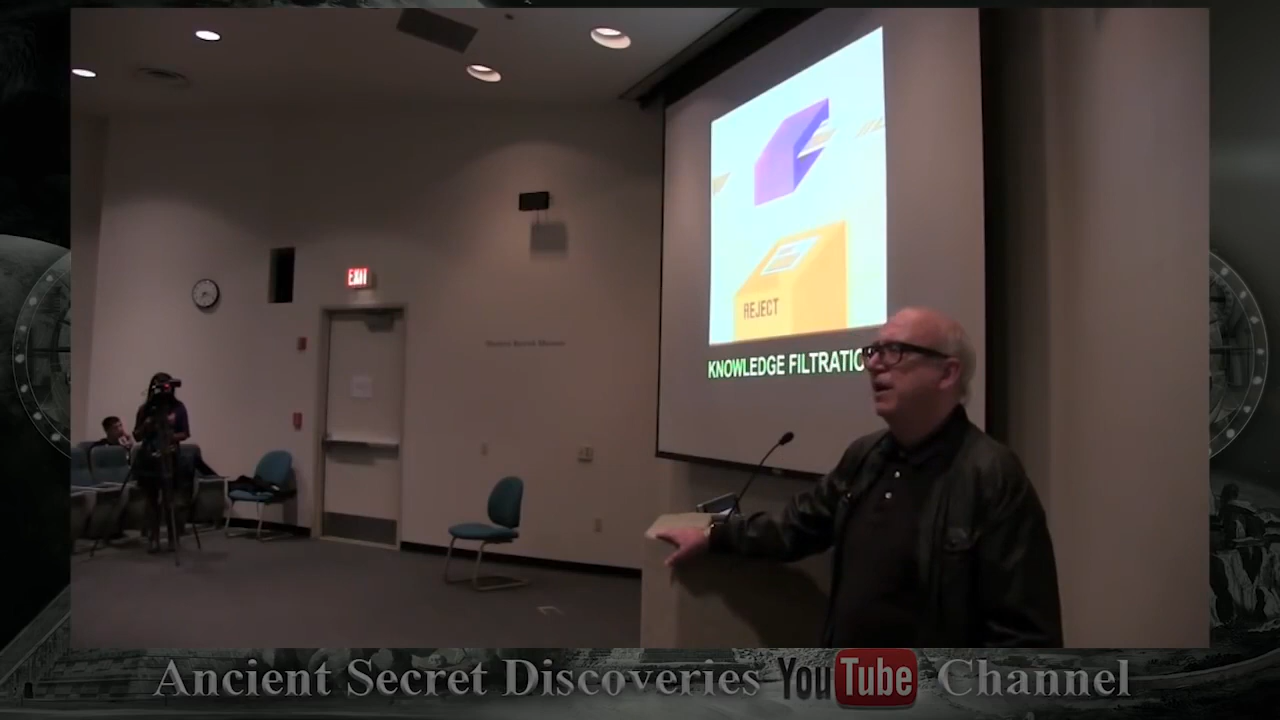 EXIT
REJECT
KNOWLEDGE FILTRATIO
Ancient Secret Discoveries YouTube Channel